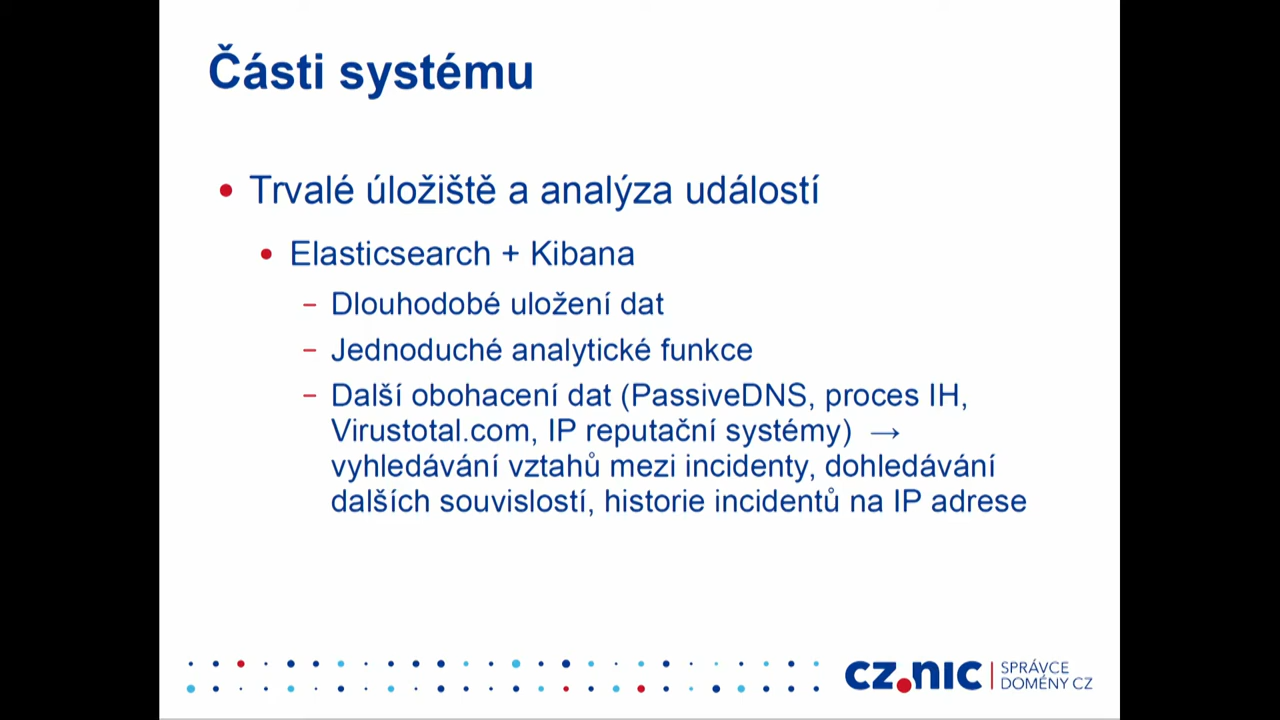 Části systému
• Trvalé úložiště a analýza událostí
• Elasticsearch + Kibana
– Dlouhodobé uložení dat
– Jednoduché analytické funkce
– Další obohacení dat (PassiveDNS, proces IH,
Virustotal.com, IP reputační systémy) →
vyhledávání vztahů mezi incidenty, dohledávání
dalších souvislostí, historie incidentů na IP adrese
CZ.NIC | SPRÁVCE
DOMÉNY CZ